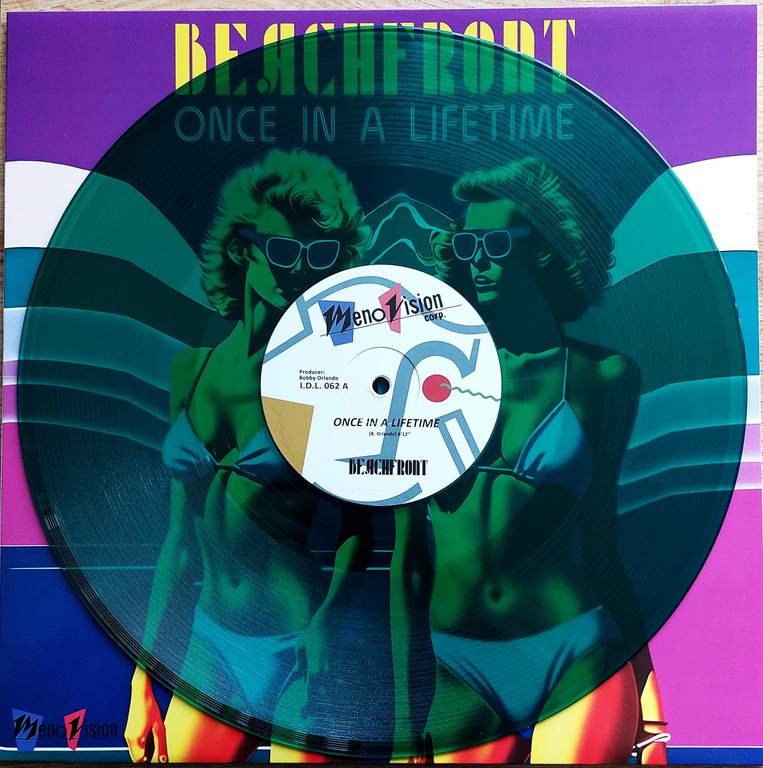 BEACHFRONT
ONCE IN A LIFETIME
MenoVision
corp.
Producer:
Bobby Orlando
I.D.L. 062 A
ONCE IN A LIFETIME
(B. Orlando) 6'12"
BEACHFRONT
MenoVision